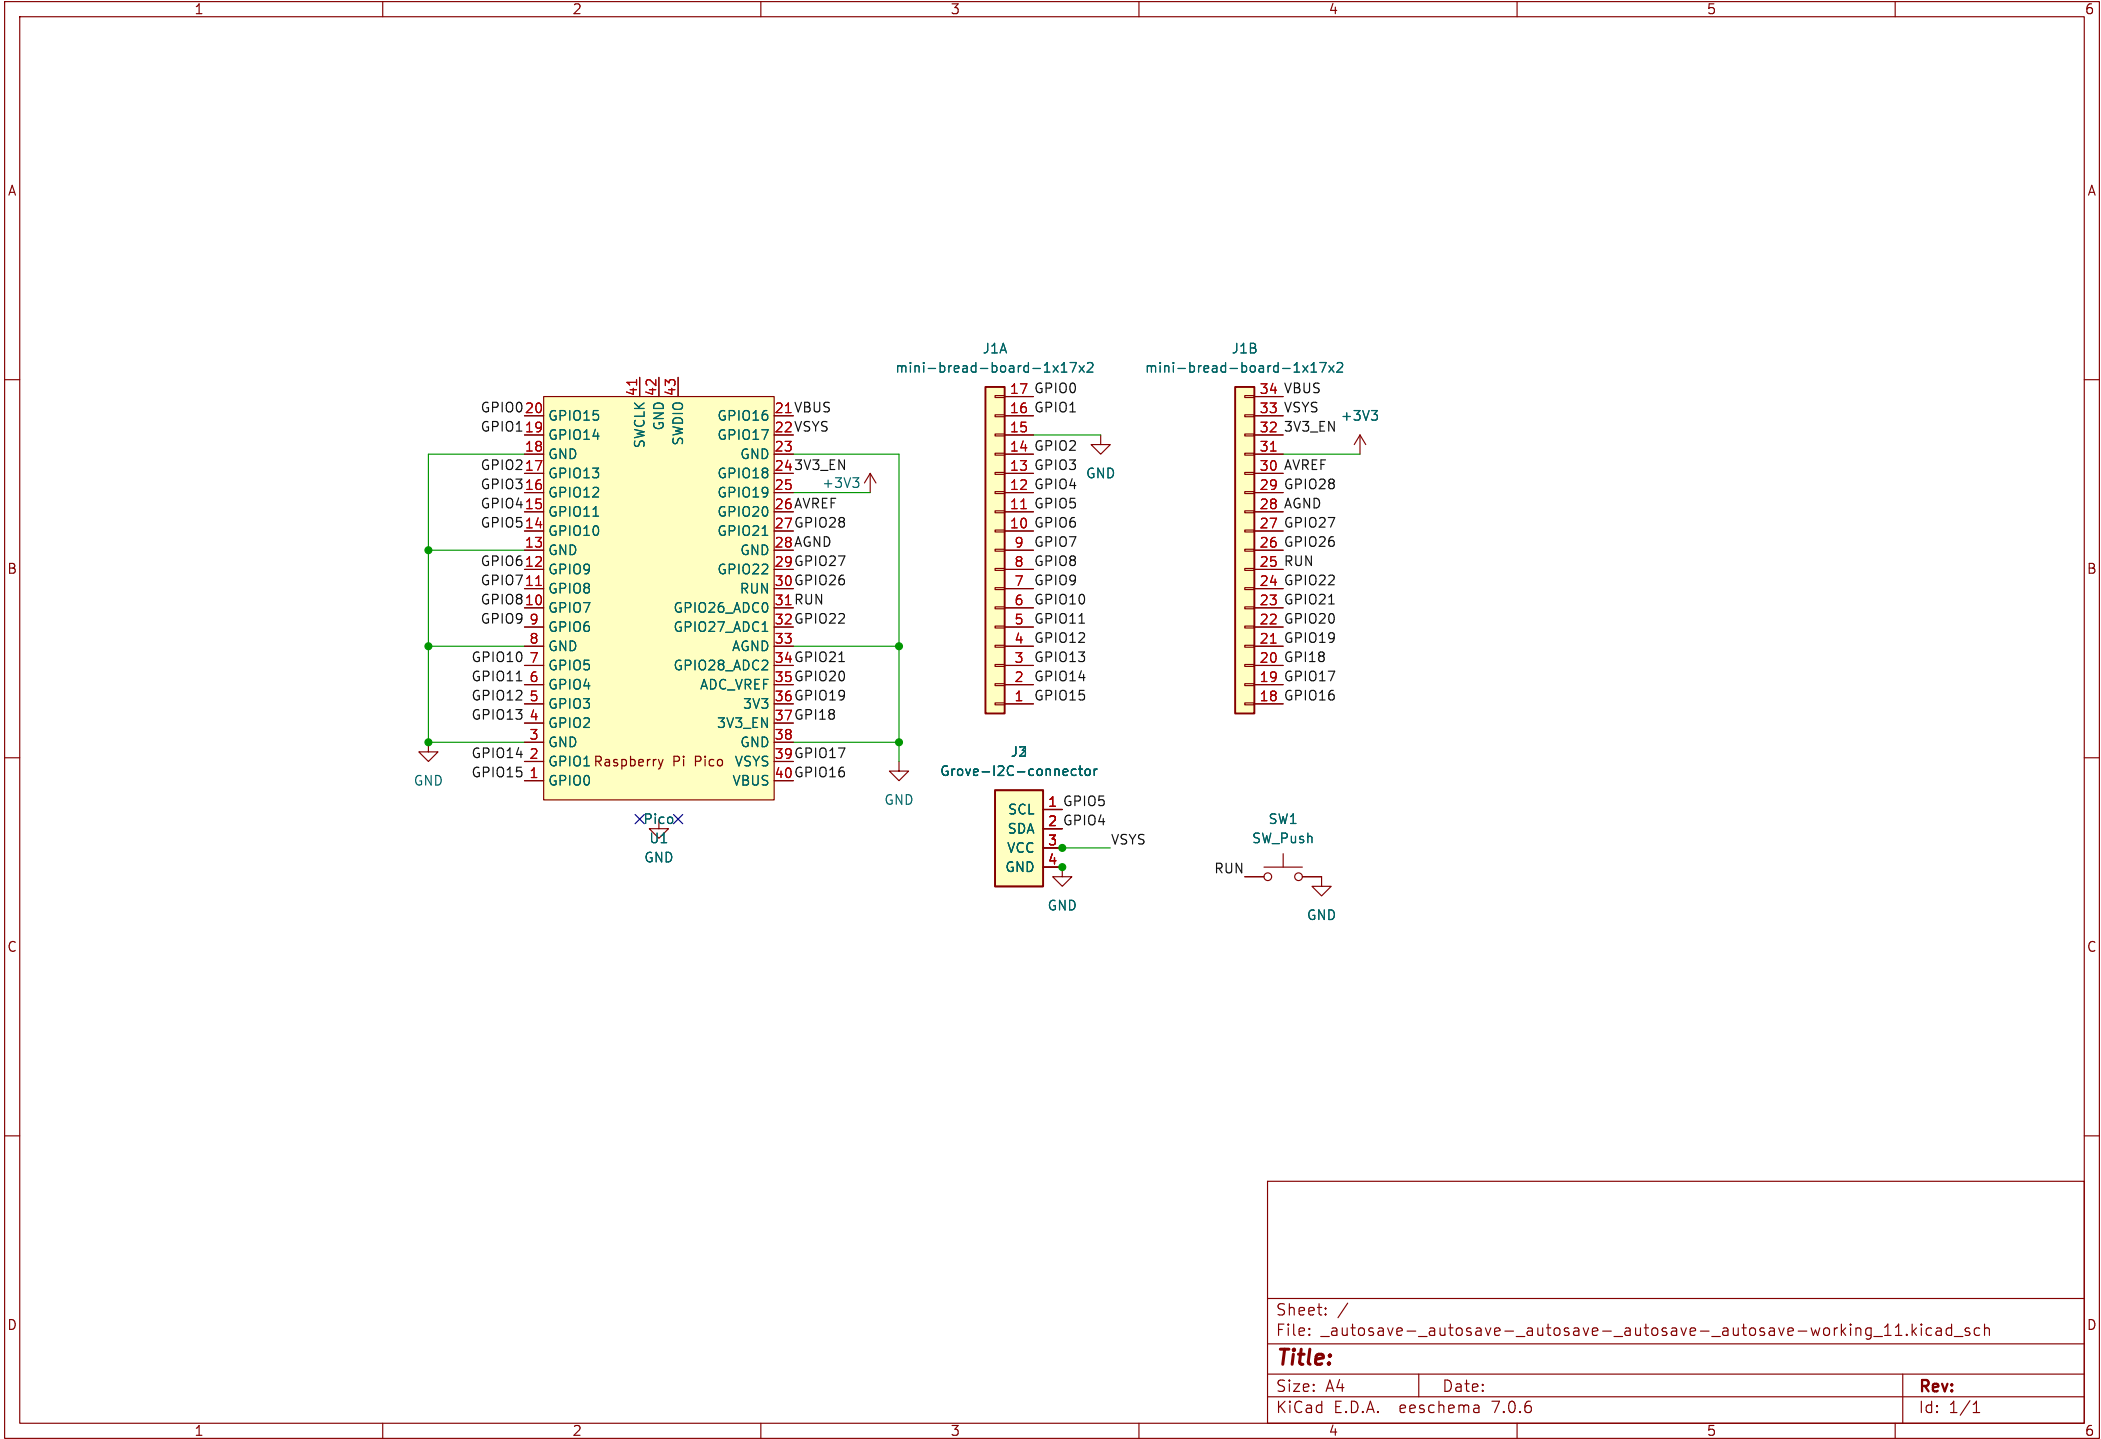 1 2 3 4 5 6
A A
B B
C C
D D
J1A
mini-bread-board-1x17x2
17 GPIO0
16 GPIO1
15
14 GPIO2
13 GPIO3
12 GPIO4
11 GPIO5
10 GPIO6
9 GPIO7
8 GPIO8
7 GPIO9
6 GPIO10
5 GPIO11
4 GPIO12
3 GPIO13
2 GPIO14
1 GPIO15
GND
J1B
mini-bread-board-1x17x2
34 VBUS
33 VSYS
32 3V3_EN
31
30 AVREF
29 GPIO28
28 AGND
27 GPIO27
26 GPIO26
25 RUN
24 GPIO22
23 GPIO21
22 GPIO20
21 GPIO19
20 GPI18
19 GPIO17
18 GPIO16
+3V3
41 42 43
SWCLK
GND
SWDIO
GPIO0 20 GPIO15
GPIO1 19 GPIO14
18 GND
GPIO2 17 GPIO13
GPIO3 16 GPIO12
GPIO4 15 GPIO11
GPIO5 14 GPIO10
13 GND
GPIO6 12 GPIO9
GPIO7 11 GPIO8
GPIO8 10 GPIO7
GPIO9 9 GPIO6
8 GND
GPIO10 7 GPIO5
GPIO11 6 GPIO4
GPIO12 5 GPIO3
GPIO13 4 GPIO2
3 GND
GPIO14 2 GPIO1
GPIO15 1 GPIO0
GND
Raspberry Pi Pico
GPIO16 21 VBUS
GPIO17 22 VSYS
GND 23
GPIO18 24 3V3_EN
GPIO19 25 +3V3
GPIO20 26 AVREF
GPIO21 27 GPIO28
GND 28 AGND
GPIO22 29 GPIO27
RUN 30 GPIO26
GPIO26_ADC0 31 RUN
GPIO27_ADC1 32 GPIO22
AGND 33
GPIO28_ADC2 34 GPIO21
ADC_VREF 35 GPIO20
3V3 36 GPIO19
3V3_EN 37 GPI18
GND 38
VSYS 39 GPIO17
VBUS 40 GPIO16
GND
Pico
U1
GND
Grove-I2C-connector
SCL 1 GPIO5
SDA 2 GPIO4
VCC 3 VSYS
GND 4
GND
SW1
SW_Push
RUN
GND
Sheet: /
File: _autosave-_autosave-_autosave-_autosave-_autosave-working_11.kicad_sch
Title:
Size: A4 Date: Rev:
KiCad E.D.A. eeschema 7.0.6 Id: 1/1
1 2 3 4 5 6